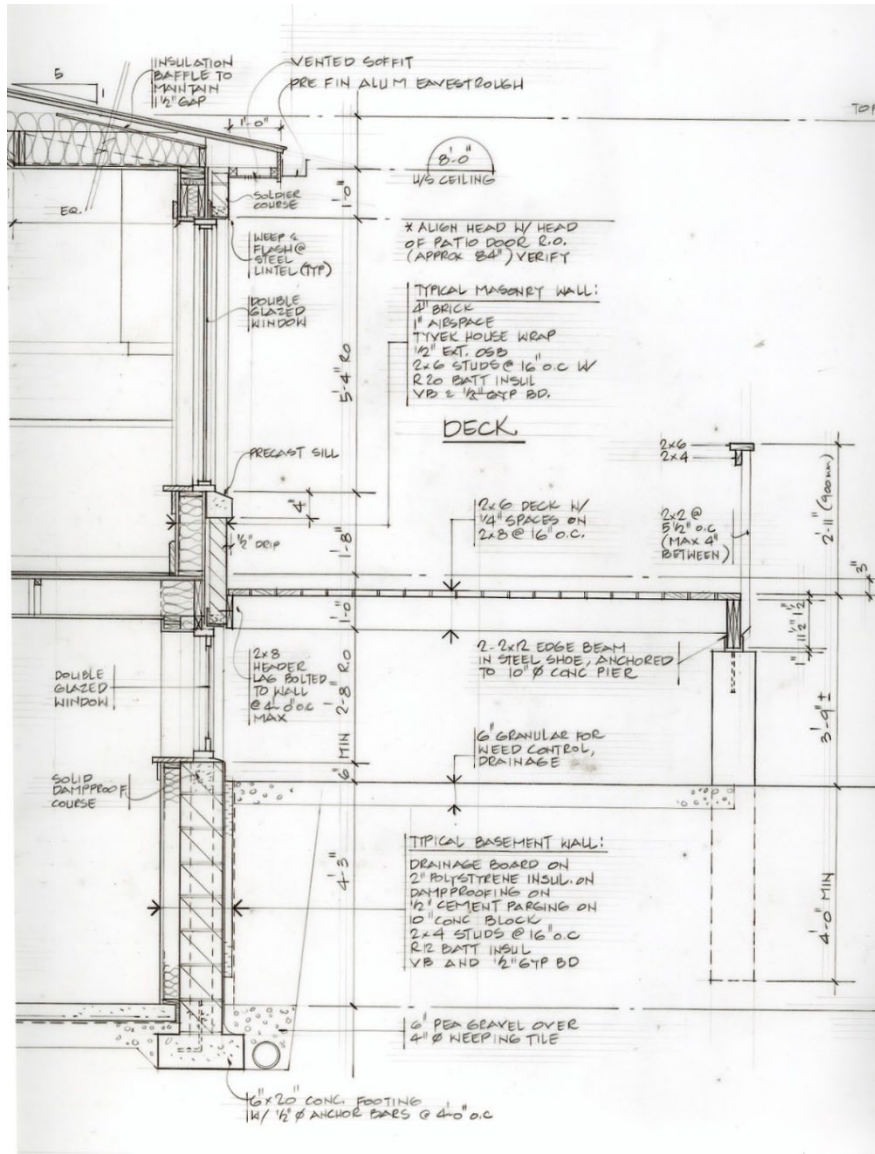 5
1
INSULATION
BAFFLE TO
MAINTAIN
1½" GAP
VENTED SOFFIT
PRE FIN ALUM EAVESTROUGH
TOP
1'-0"
8'-0"
U/S CEILING
SOLDIER
COURSE
1'-0"
EQ.
WEEP &
FLASH @
STEEL
LINTEL (TYP)
* ALIGN HEAD W/ HEAD
OF PATIO DOOR R.O.
(APPROX 84") VERIFY
DOUBLE
GLAZED
WINDOW
5'-4" RO
TYPICAL MASONRY WALL:
4" BRICK
1" AIRSPACE
TYVEK HOUSE WRAP
1/2" EXT. OSB
2x6 STUDS @ 16" o.c W/
R20 BATT INSUL
VB & 1/2" GYP BD.
DECK
PRECAST SILL
4"
1/2" DRIP
1'-8"
2x6 DECK W/
1/4" SPACES ON
2x8 @ 16" o.c.
2x6
2x4
2x2 @
5½" o.c
(MAX 4"
BETWEEN)
2'-11" (900mm)
3"
1'-0"
11½"
1½"
2x8
HEADER
LAG BOLTED
TO WALL
@ 4'-0" o.c
MAX
2-2x12 EDGE BEAM
IN STEEL SHOE, ANCHORED
TO 10" Ø CONC PIER
DOUBLE
GLAZED
WINDOW
2'-8" RO
3'-9" ±
6" MIN
6" GRANULAR FOR
WEED CONTROL,
DRAINAGE
SOLID
DAMPPROOF
COURSE
4'-3"
TYPICAL BASEMENT WALL:
DRAINAGE BOARD ON
2" POLYSTYRENE INSUL. ON
DAMPPROOFING ON
1/2" CEMENT PARGING ON
10" CONC BLOCK
2x4 STUDS @ 16" o.c
R12 BATT INSUL
VB AND 1/2" GYP BD
4'-0" MIN
6" PEA GRAVEL OVER
4" Ø WEEPING TILE
6"x20" CONC. FOOTING
W/ 1/2" Ø ANCHOR BARS @ 4'-0" o.c